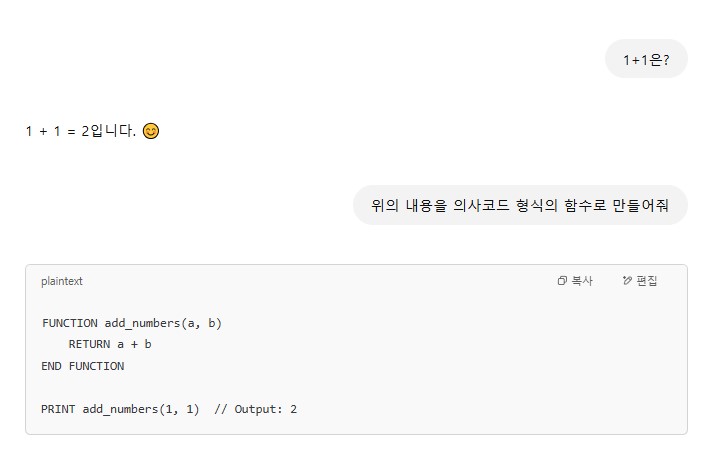 1+1은?
1 + 1 = 2입니다. 😊
위의 내용을 의사코드 형식의 함수로 만들어줘
plaintext 복사 편집
FUNCTION add_numbers(a, b)
    RETURN a + b
END FUNCTION
PRINT add_numbers(1, 1)  // Output: 2